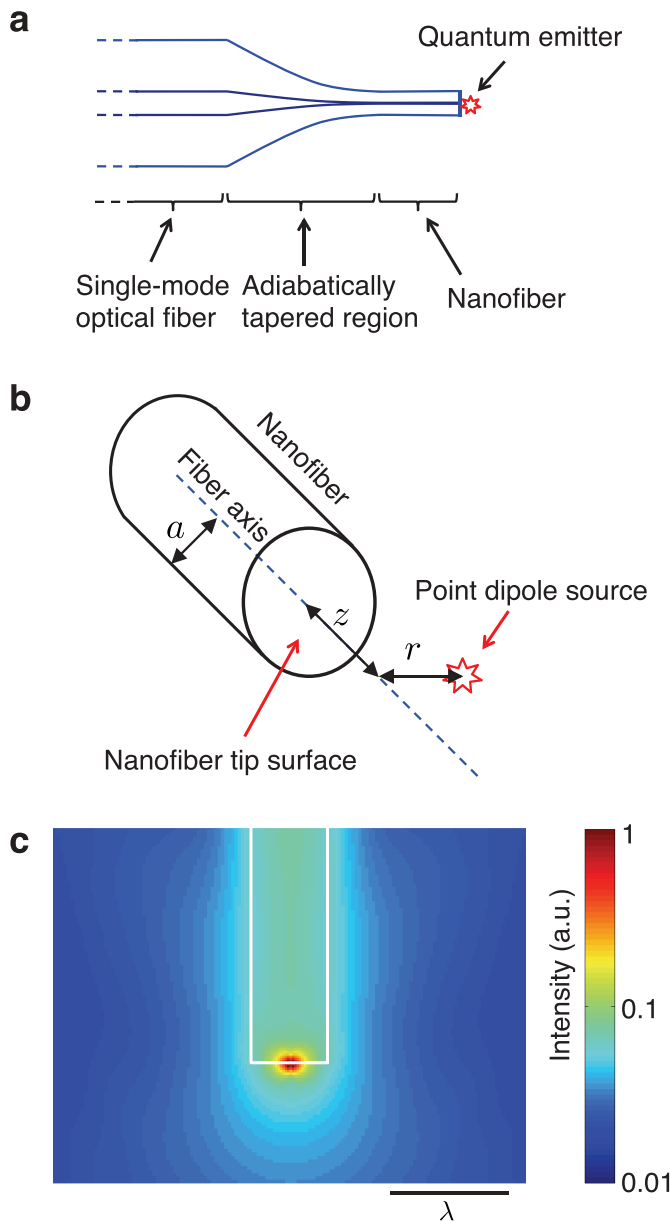 a
Quantum emitter
Single-mode
optical fiber
Adiabatically
tapered region
Nanofiber
b
Nanofiber
Fiber axis
a
z
r
Point dipole source
Nanofiber tip surface
c
1
0.1
0.01
Intensity (a.u.)
λ